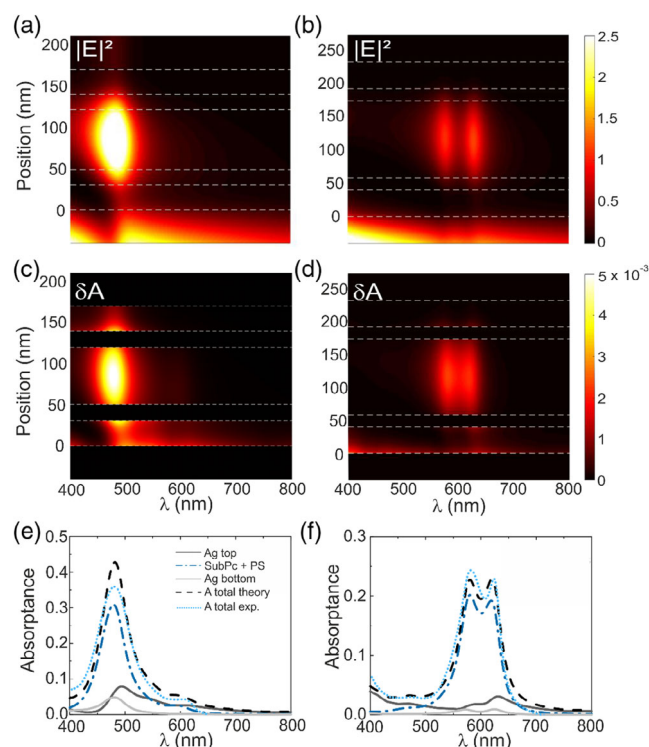 (a)
|E|²
Position (nm)
200
150
100
50
0
(b)
|E|²
Position (nm)
250
200
150
100
50
0
2.5
2
1.5
1
0.5
0
(c)
δA
Position (nm)
200
150
100
50
0
400 500 600 700 800
λ (nm)
(d)
δA
Position (nm)
250
200
150
100
50
0
400 500 600 700 800
λ (nm)
5 x 10⁻³
4
3
2
1
0
(e)
Absorptance
0.5
0.4
0.3
0.2
0.1
0.0
400 500 600 700 800
λ (nm)
Ag top
SubPc + PS
Ag bottom
A total theory
A total exp.
(f)
Absorptance
0.3
0.2
0.1
0.0
400 500 600 700 800
λ (nm)